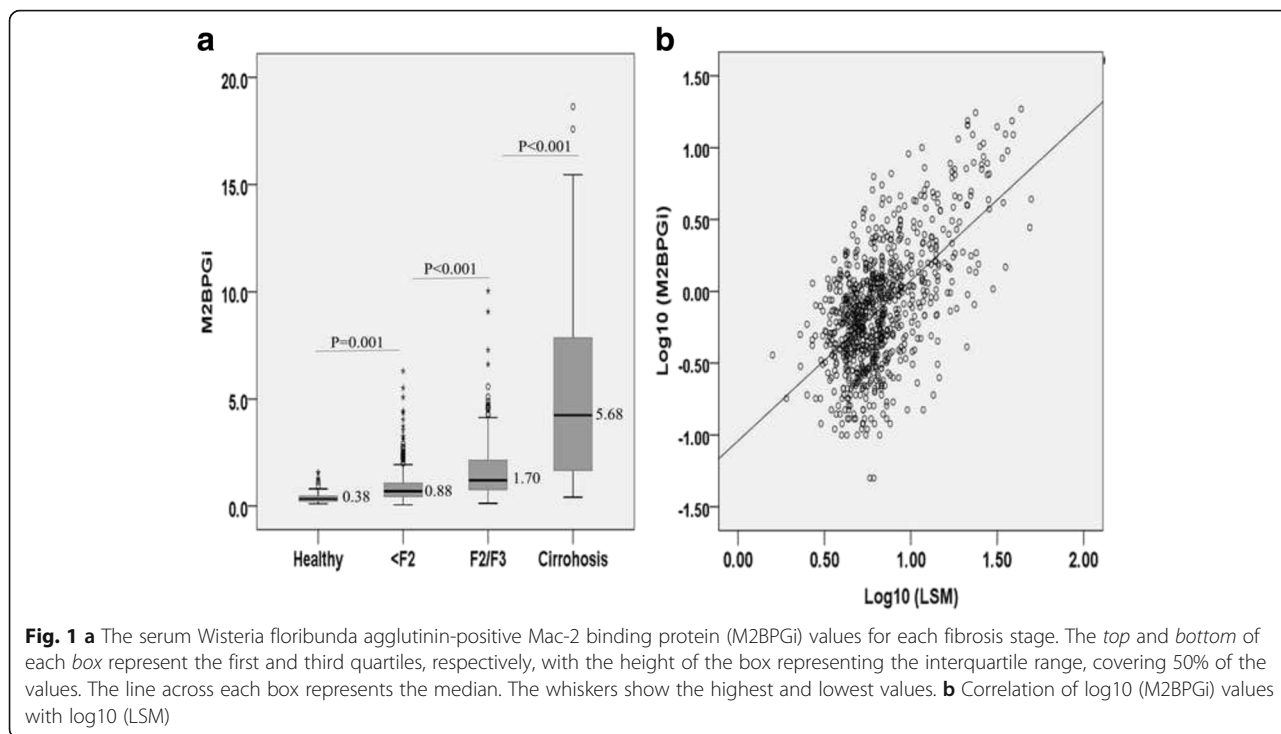 a
b
20.0
15.0
10.0
5.0
0.0
M2BPGi
P=0.001
P<0.001
P<0.001
0.38
0.88
1.70
5.68
Healthy
<F2
F2/F3
Cirrohosis
1.50
1.00
0.50
0.00
-0.50
-1.00
-1.50
Log10 (M2BPGi)
0.00
0.50
1.00
1.50
2.00
Log10 (LSM)
Fig. 1 a The serum Wisteria floribunda agglutinin-positive Mac-2 binding protein (M2BPGi) values for each fibrosis stage. The top and bottom of
each box represent the first and third quartiles, respectively, with the height of the box representing the interquartile range, covering 50% of the
values. The line across each box represents the median. The whiskers show the highest and lowest values. b Correlation of log10 (M2BPGi) values
with log10 (LSM)